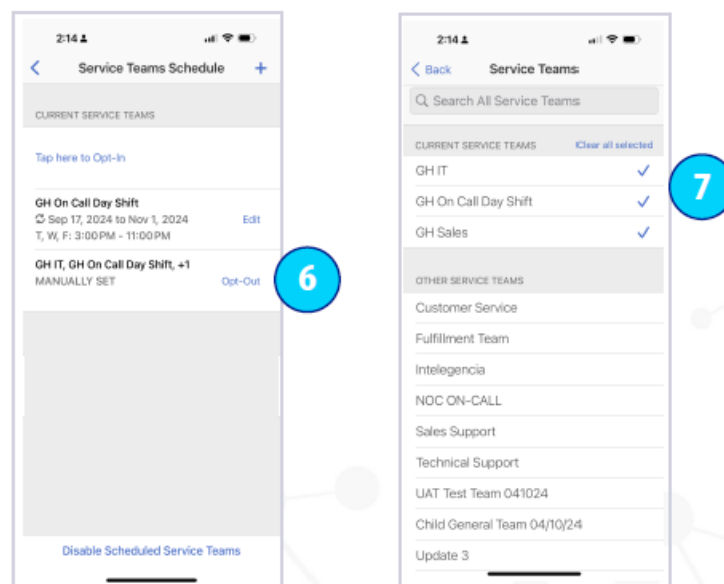 2:14
Service Teams Schedule +
CURRENT SERVICE TEAMS
Tap here to Opt-In
GH On Call Day Shift
Sep 17, 2024 to Nov 1, 2024 Edit
T, W, F: 3:00PM - 11:00PM
GH IT, GH On Call Day Shift, +1
MANUALLY SET Opt-Out
6
Disable Scheduled Service Teams
2:14
Back Service Teams
Search All Service Teams
CURRENT SERVICE TEAMS Clear all selected
GH IT
GH On Call Day Shift
GH Sales
7
OTHER SERVICE TEAMS
Customer Service
Fulfillment Team
Intelegencia
NOC ON-CALL
Sales Support
Technical Support
UAT Test Team 041024
Child General Team 04/10/24
Update 3